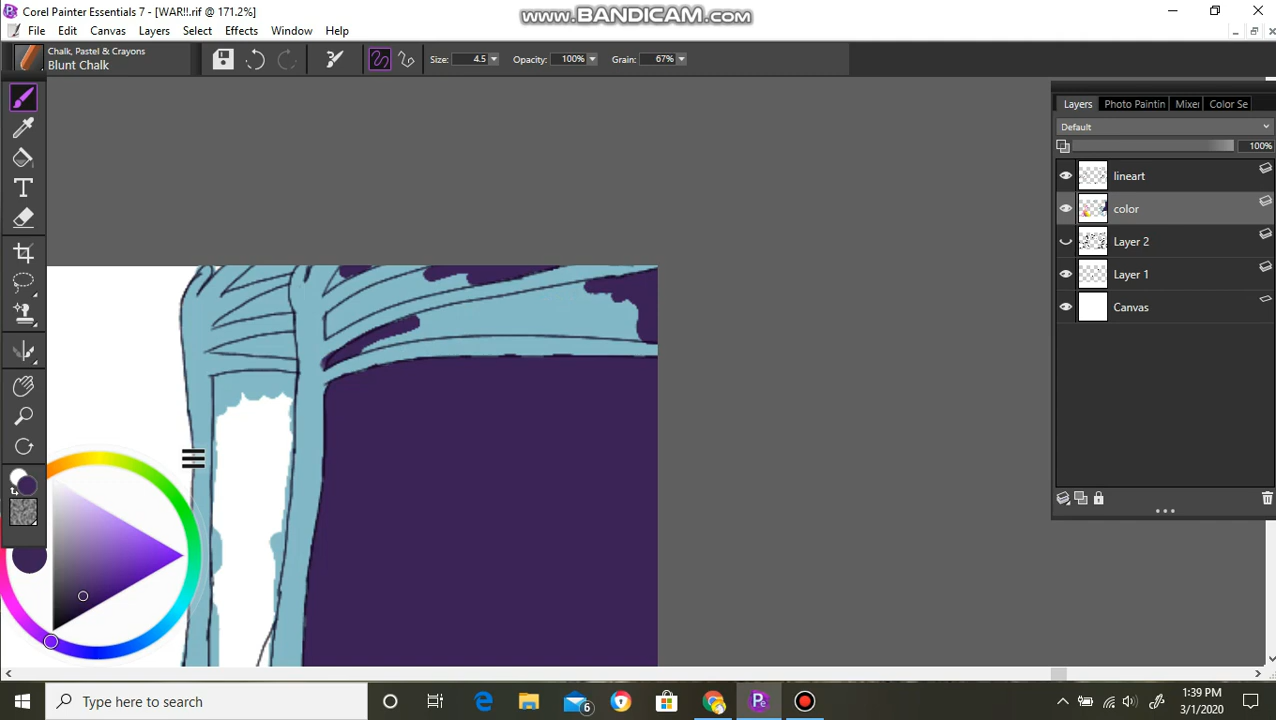 Corel Painter Essentials 7 - [WAR!!.rif @ 171.2%]
www.BANDICAM.com
File Edit Canvas Layers Select Effects Window Help
Chalk, Pastel & Crayons
Blunt Chalk
Size: 4.5 Opacity: 100% Grain: 67%
Layers Photo Paintin Mixer Color Se
Default
100%
lineart
color
Layer 2
Layer 1
Canvas
Type here to search
6
1:39 PM
3/1/2020